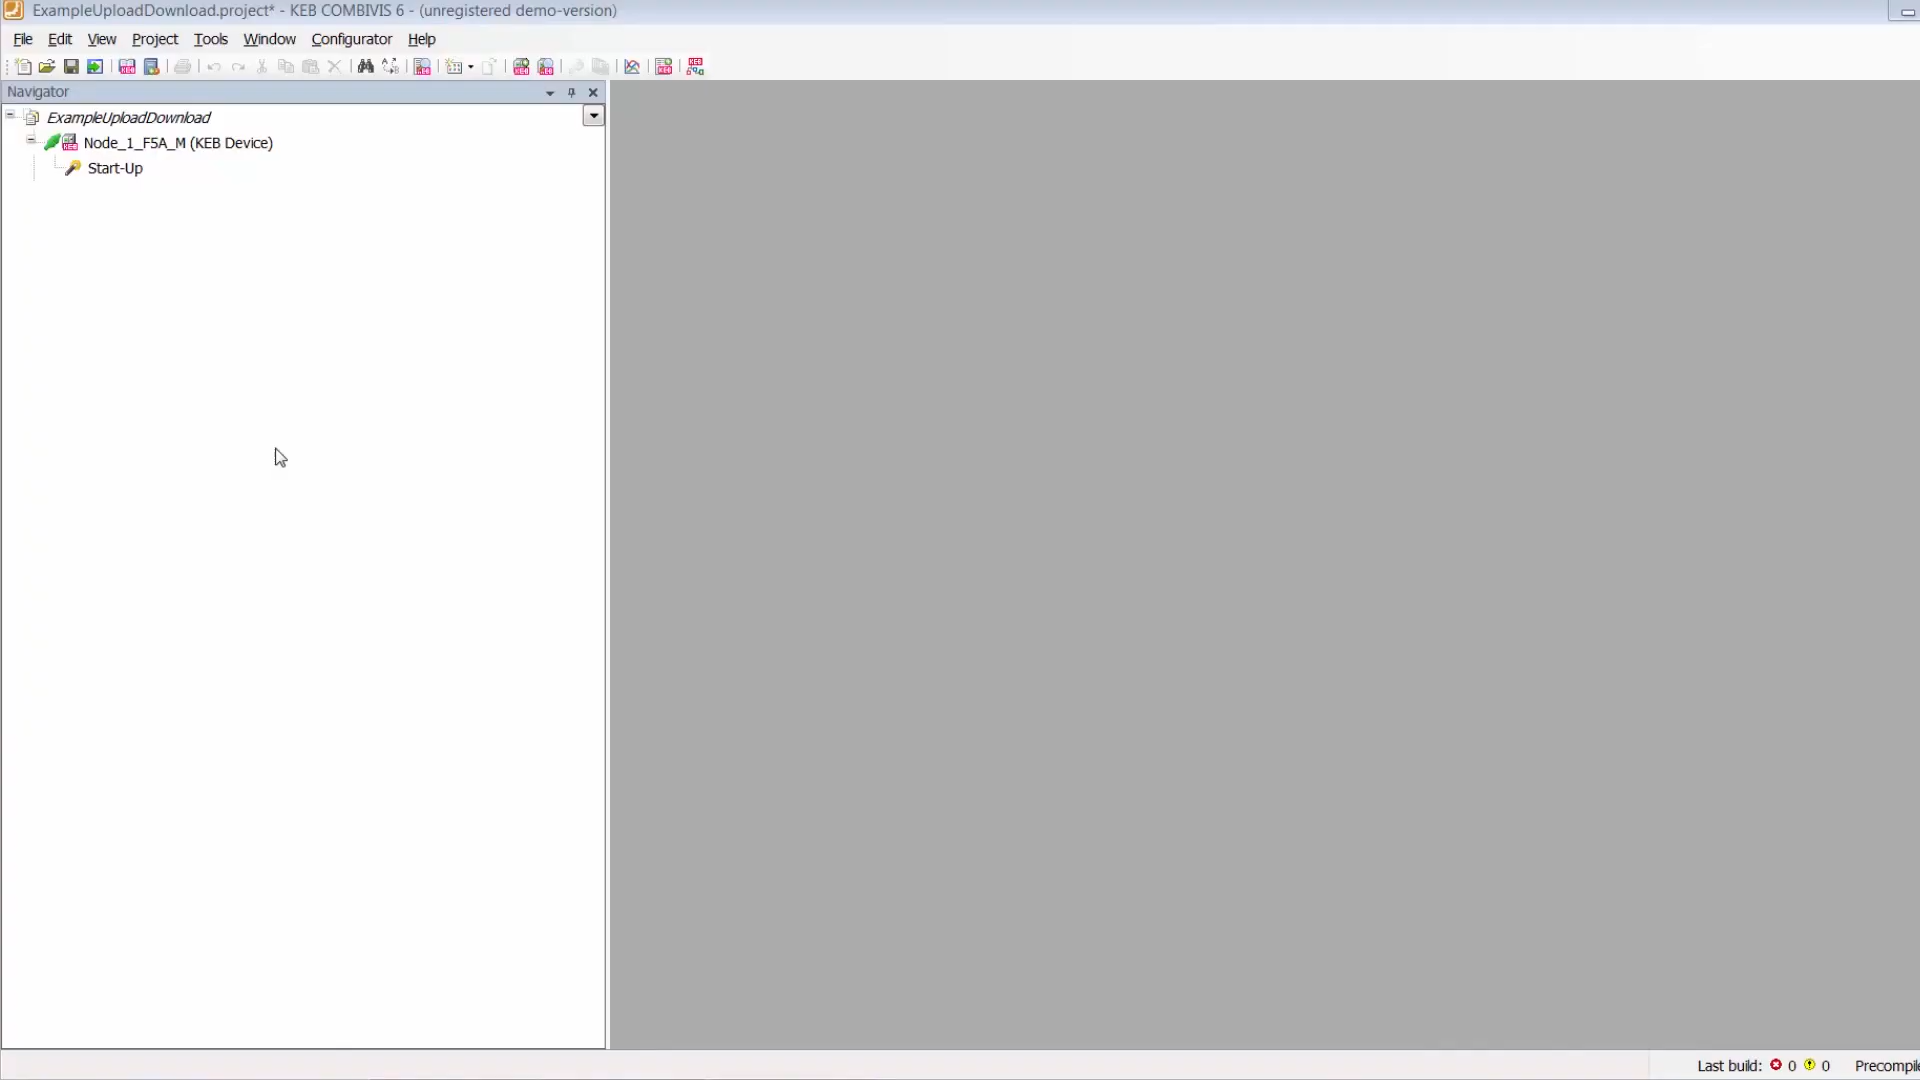 ExampleUploadDownload.project* - KEB COMBIVIS 6 - (unregistered demo-version)
File Edit View Project Tools Window Configurator Help
Navigator
ExampleUploadDownload
Node_1_F5A_M (KEB Device)
Start-Up
Last build: 0 0 Precompile